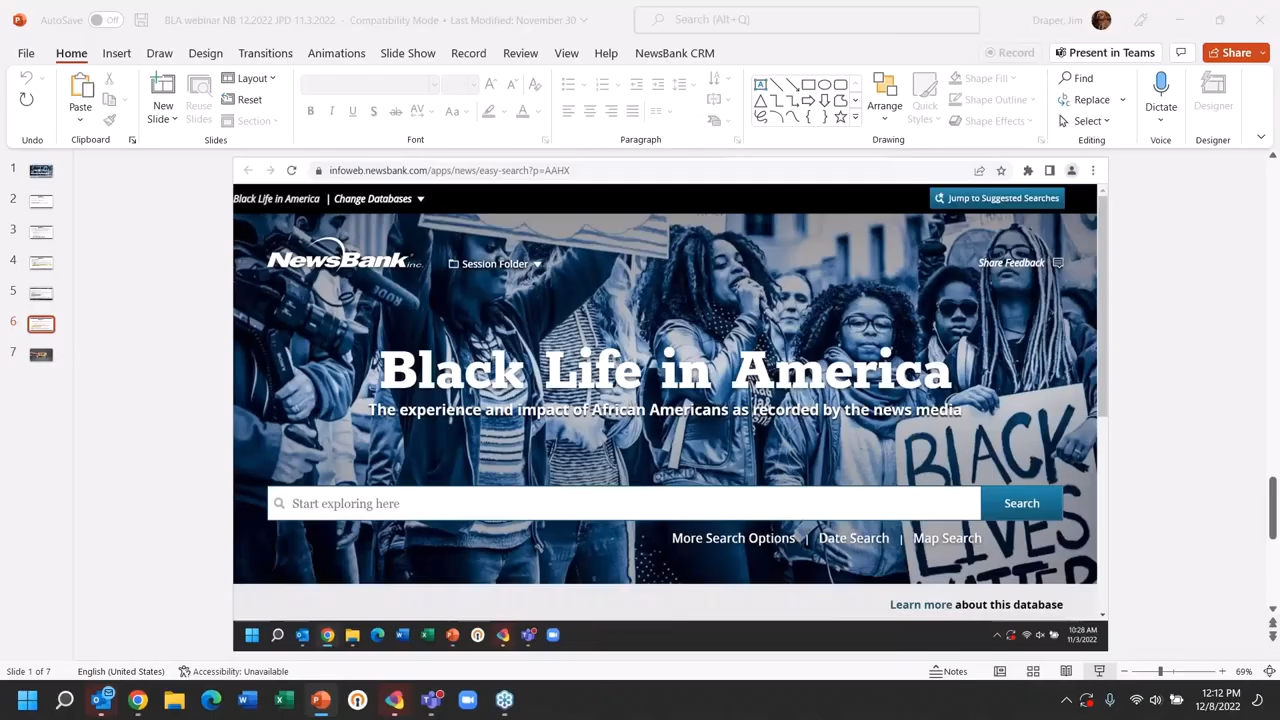 AutoSave Off BLA webinar NB 12.2022 JPD 11.3.2022 - Compatibility Mode • Last Modified: November 30 Search (Alt+Q) Draper, Jim
File Home Insert Draw Design Transitions Animations Slide Show Record Review View Help NewsBank CRM Record Present in Teams Share
Paste New Slide Reuse Slides Layout Reset Section B I U S ab AV Aa A Arrange Quick Styles Shape Fill Shape Outline Shape Effects Find Replace Select Dictate Designer
Undo Clipboard Slides Font Paragraph Drawing Editing Voice Designer
1
2
3
4
5
6
7
infoweb.newsbank.com/apps/news/easy-search?p=AAHX
Black Life in America | Change Databases Jump to Suggested Searches
NewsBank inc. Session Folder Share Feedback
Black Life in America
The experience and impact of African Americans as recorded by the news media
BLACK
LIVES
MATTER
Start exploring here Search
More Search Options | Date Search | Map Search
Learn more about this database
10:28 AM
11/3/2022
Slide 1 of 7 English (United States) Accessibility: Unavailable Notes 69%
12:12 PM
12/8/2022